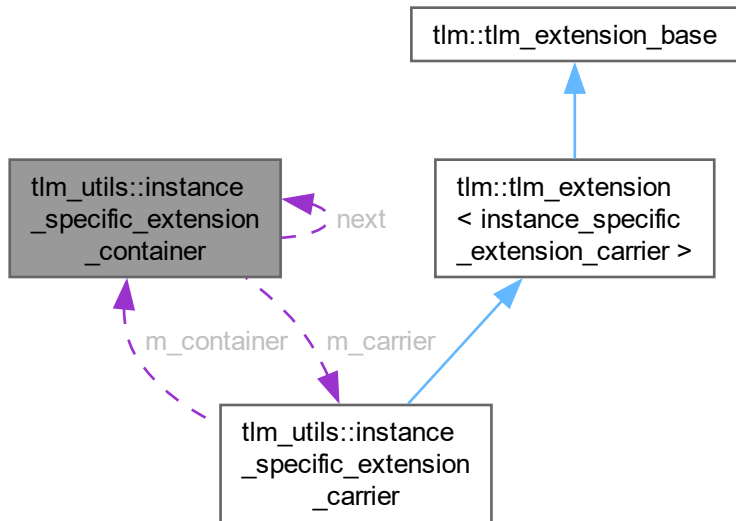 tlm::tlm_extension_base
tlm_utils::instance
_specific_extension
_container
next
tlm::tlm_extension
< instance_specific
_extension_carrier >
m_container
m_carrier
tlm_utils::instance
_specific_extension
_carrier